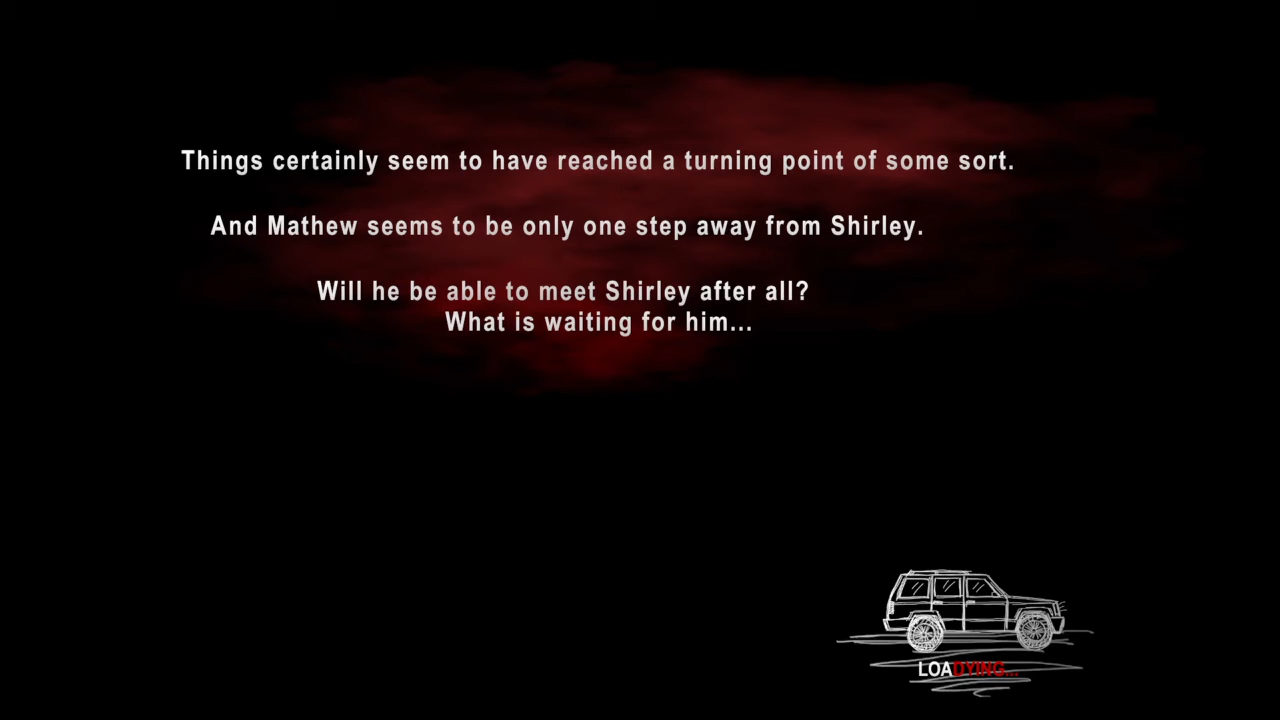 Things certainly seem to have reached a turning point of some sort.
And Mathew seems to be only one step away from Shirley.
Will he be able to meet Shirley after all?
What is waiting for him...
LOADYING...